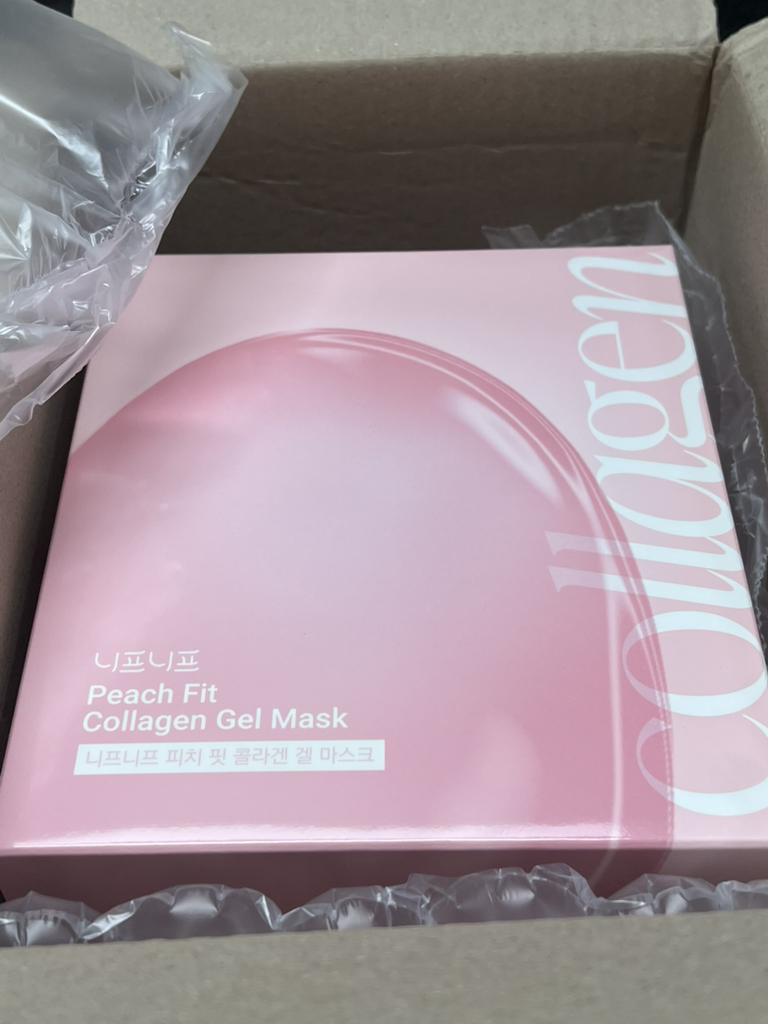 collagen
니프니프
Peach Fit
Collagen Gel Mask
니프니프 피치 핏 콜라겐 겔 마스크